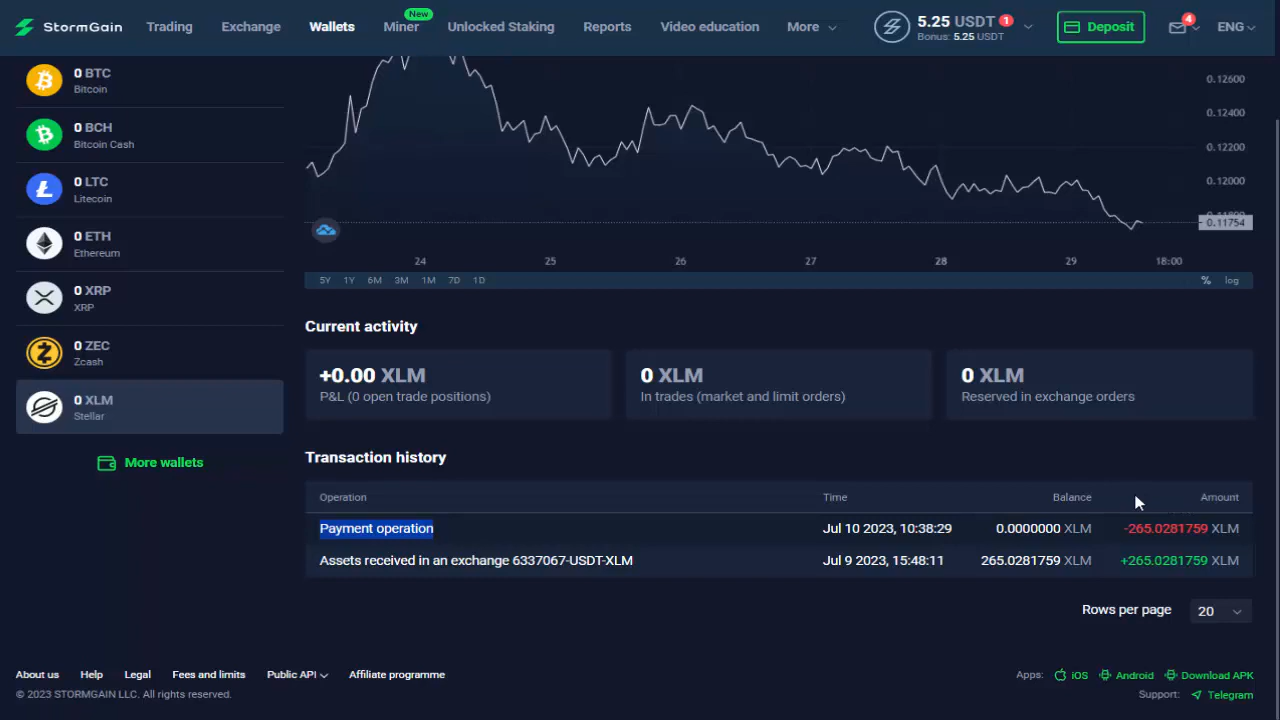 StormGain Trading Exchange Wallets Miner New Unlocked Staking Reports Video education More 5.25 USDT 1 Deposit 4 ENG
Bonus: 5.25 USDT
0 BTC
Bitcoin
0 BCH
Bitcoin Cash
0 LTC
Litecoin
0 ETH
Ethereum
0 XRP
XRP
0 ZEC
Zcash
0 XLM
Stellar
More wallets
0.12600
0.12400
0.12200
0.12000
0.11754
24 25 26 27 28 29 18:00
5Y 1Y 6M 3M 1M 7D 1D % log
Current activity
+0.00 XLM
P&L (0 open trade positions)
0 XLM
In trades (market and limit orders)
0 XLM
Reserved in exchange orders
Transaction history
Operation Time Balance Amount
Payment operation Jul 10 2023, 10:38:29 0.0000000 XLM -265.0281759 XLM
Assets received in an exchange 6337067-USDT-XLM Jul 9 2023, 15:48:11 265.0281759 XLM +265.0281759 XLM
Rows per page 20
About us Help Legal Fees and limits Public API Affiliate programme Apps: iOS Android Download APK
© 2023 STORMGAIN LLC. All rights reserved. Support: Telegram